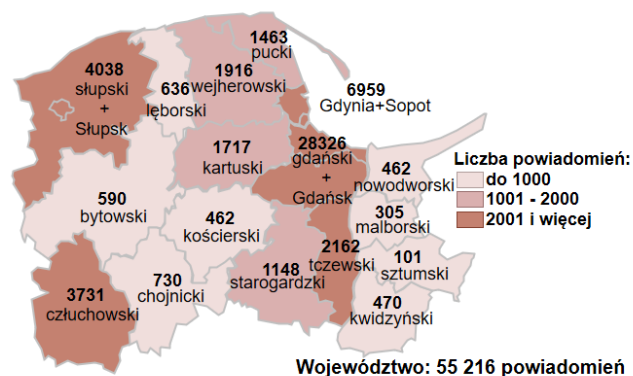 1463
pucki
4038
słupski
+
Słupsk
636
lęborski
1916
wejherowski
6959
Gdynia+Sopot
1717
kartuski
28326
gdański
+
Gdańsk
462
nowodworski
Liczba powiadomień:
do 1000
1001 - 2000
2001 i więcej
590
bytowski
462
kościerski
305
malborski
2162
tczewski
101
sztumski
3731
człuchowski
730
chojnicki
1148
starogardzki
470
kwidzyński
Województwo: 55 216 powiadomień